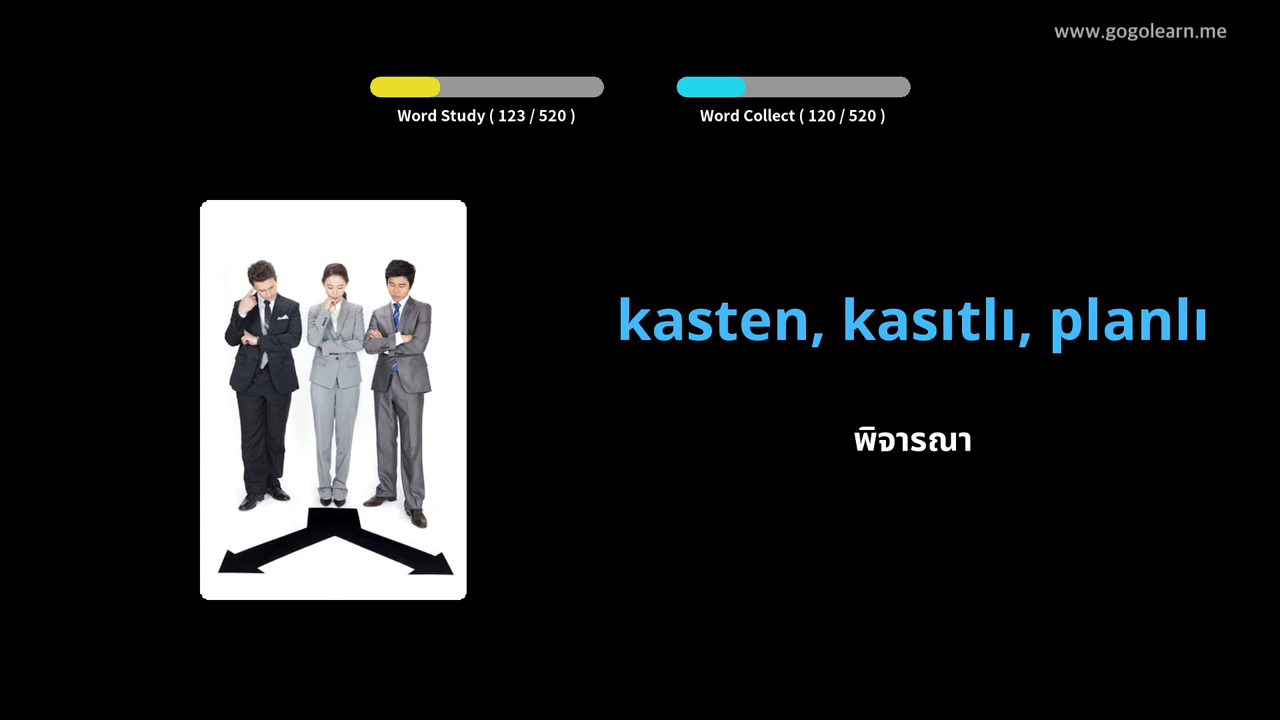 www.gogolearn.me
Word Study ( 123 / 520 )
Word Collect ( 120 / 520 )
kasten, kasıtlı, planlı
พิจารณา